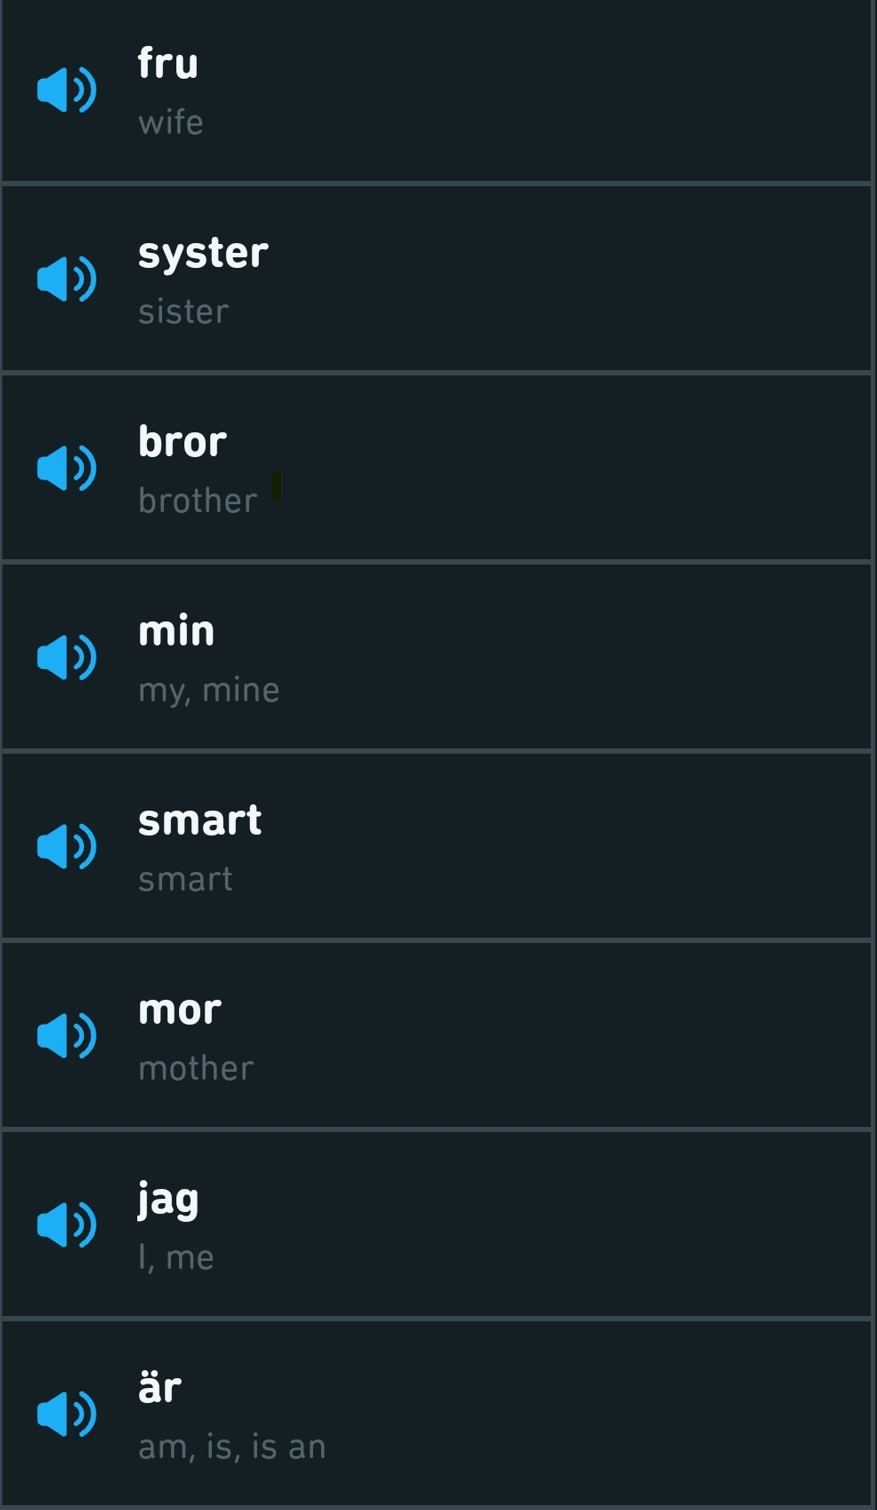 fru
wife
syster
sister
bror
brother
min
my, mine
smart
smart
mor
mother
jag
I, me
är
am, is, is an